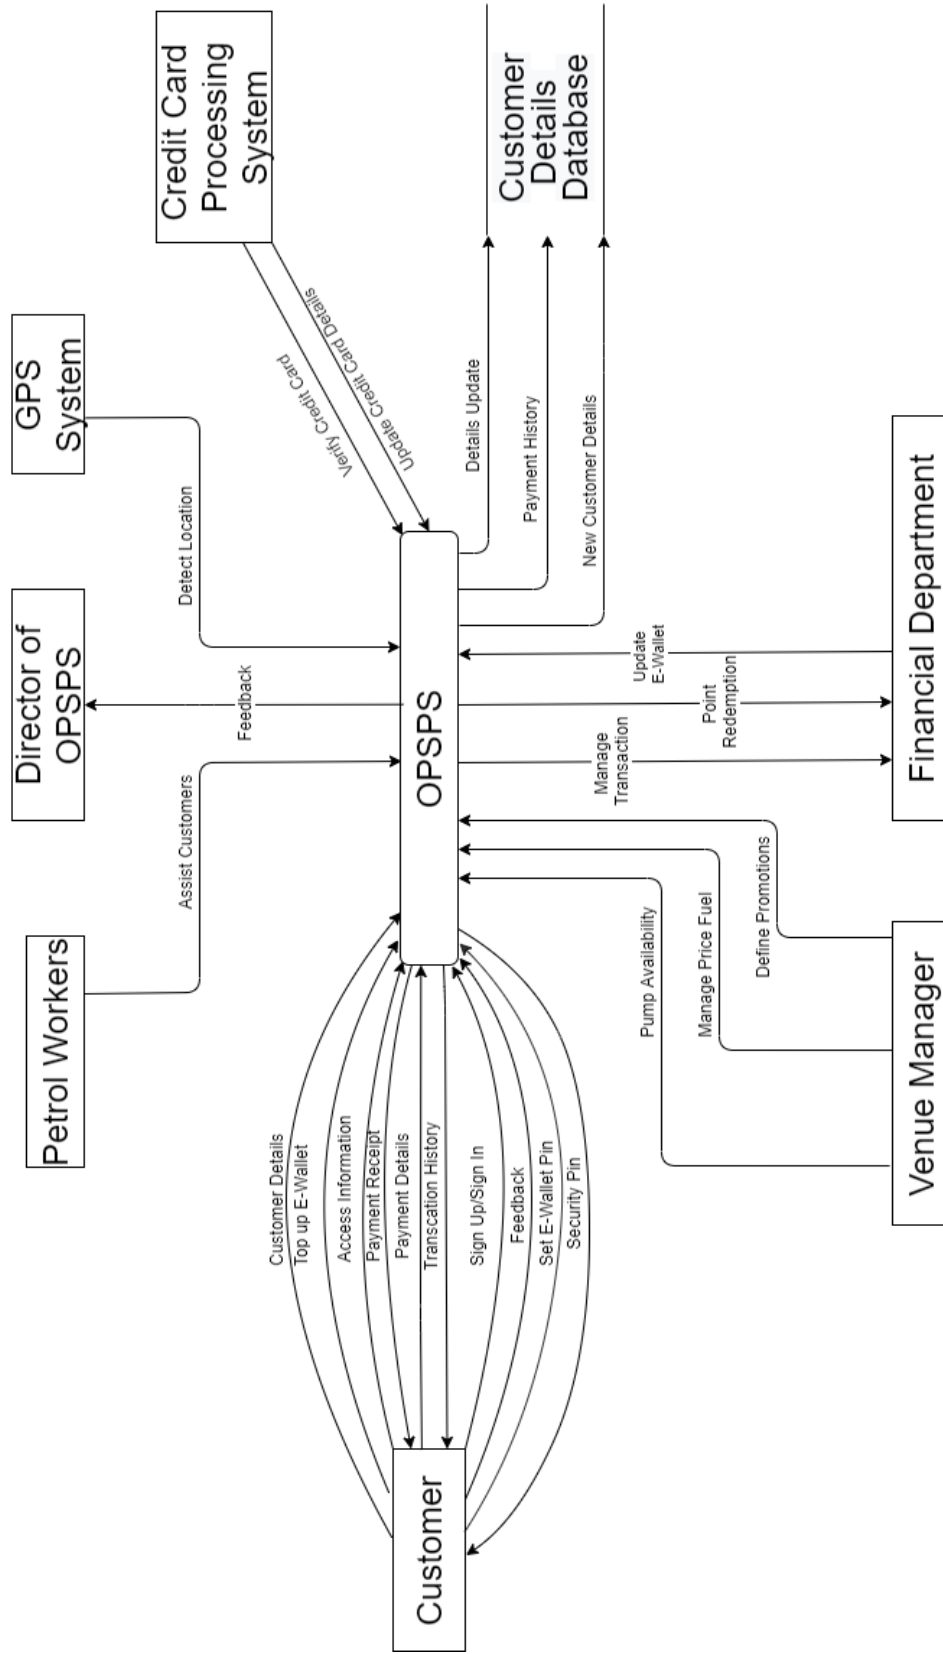 Petrol Workers
Director of
OPSPS
GPS
System
Credit Card
Processing
System
Assist Customers
Feedback
Detect Location
Verify Credit Card
Update Credit Card Details
Customer Details
Top up E-Wallet
Access Information
Payment Receipt
Payment Details
Transcation History
Sign Up/Sign In
Feedback
Set E-Wallet Pin
Security Pin
Customer
OPSPS
Details Update
Payment History
New Customer Details
Customer
Details
Database
Pump Availability
Manage Price Fuel
Define Promotions
Manage
Transaction
Point
Redemption
Update
E-Wallet
Venue Manager
Financial Department